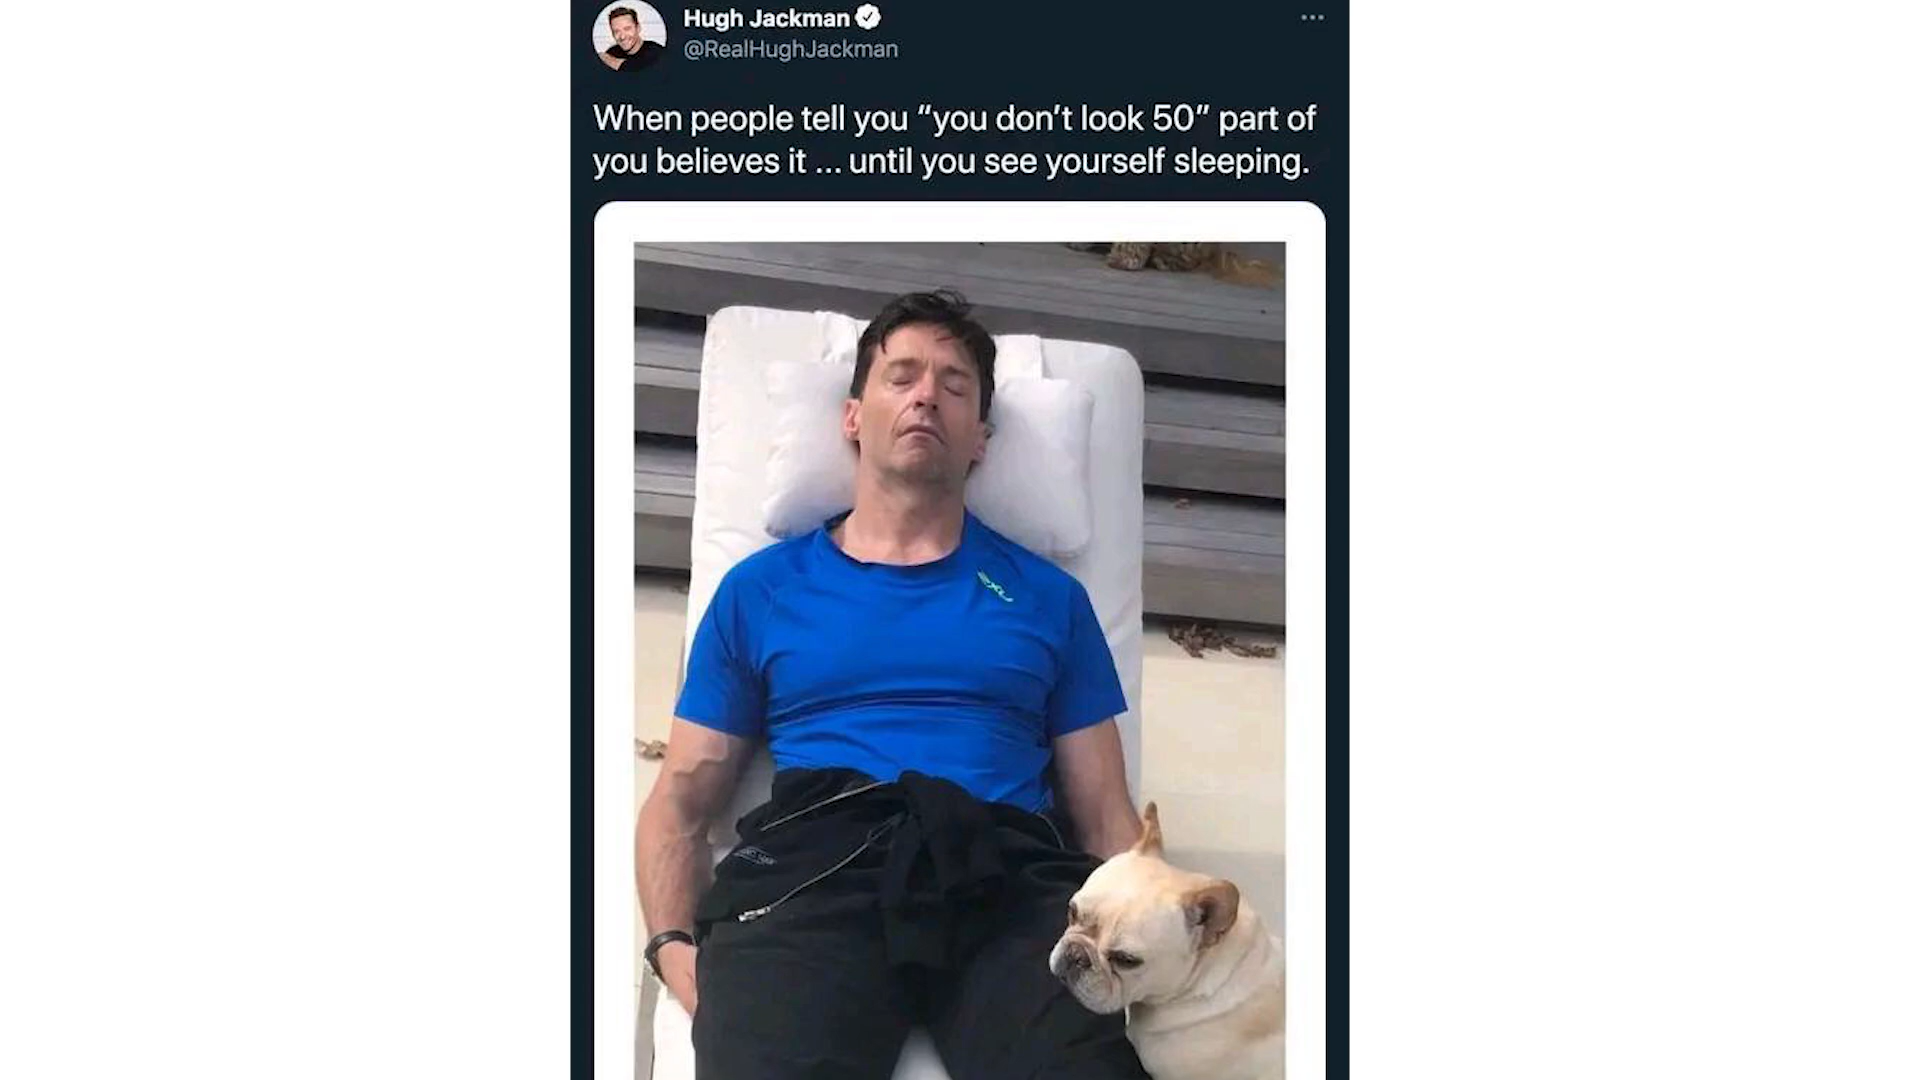 Hugh Jackman
@RealHughJackman
When people tell you “you don’t look 50” part of
you believes it ... until you see yourself sleeping.